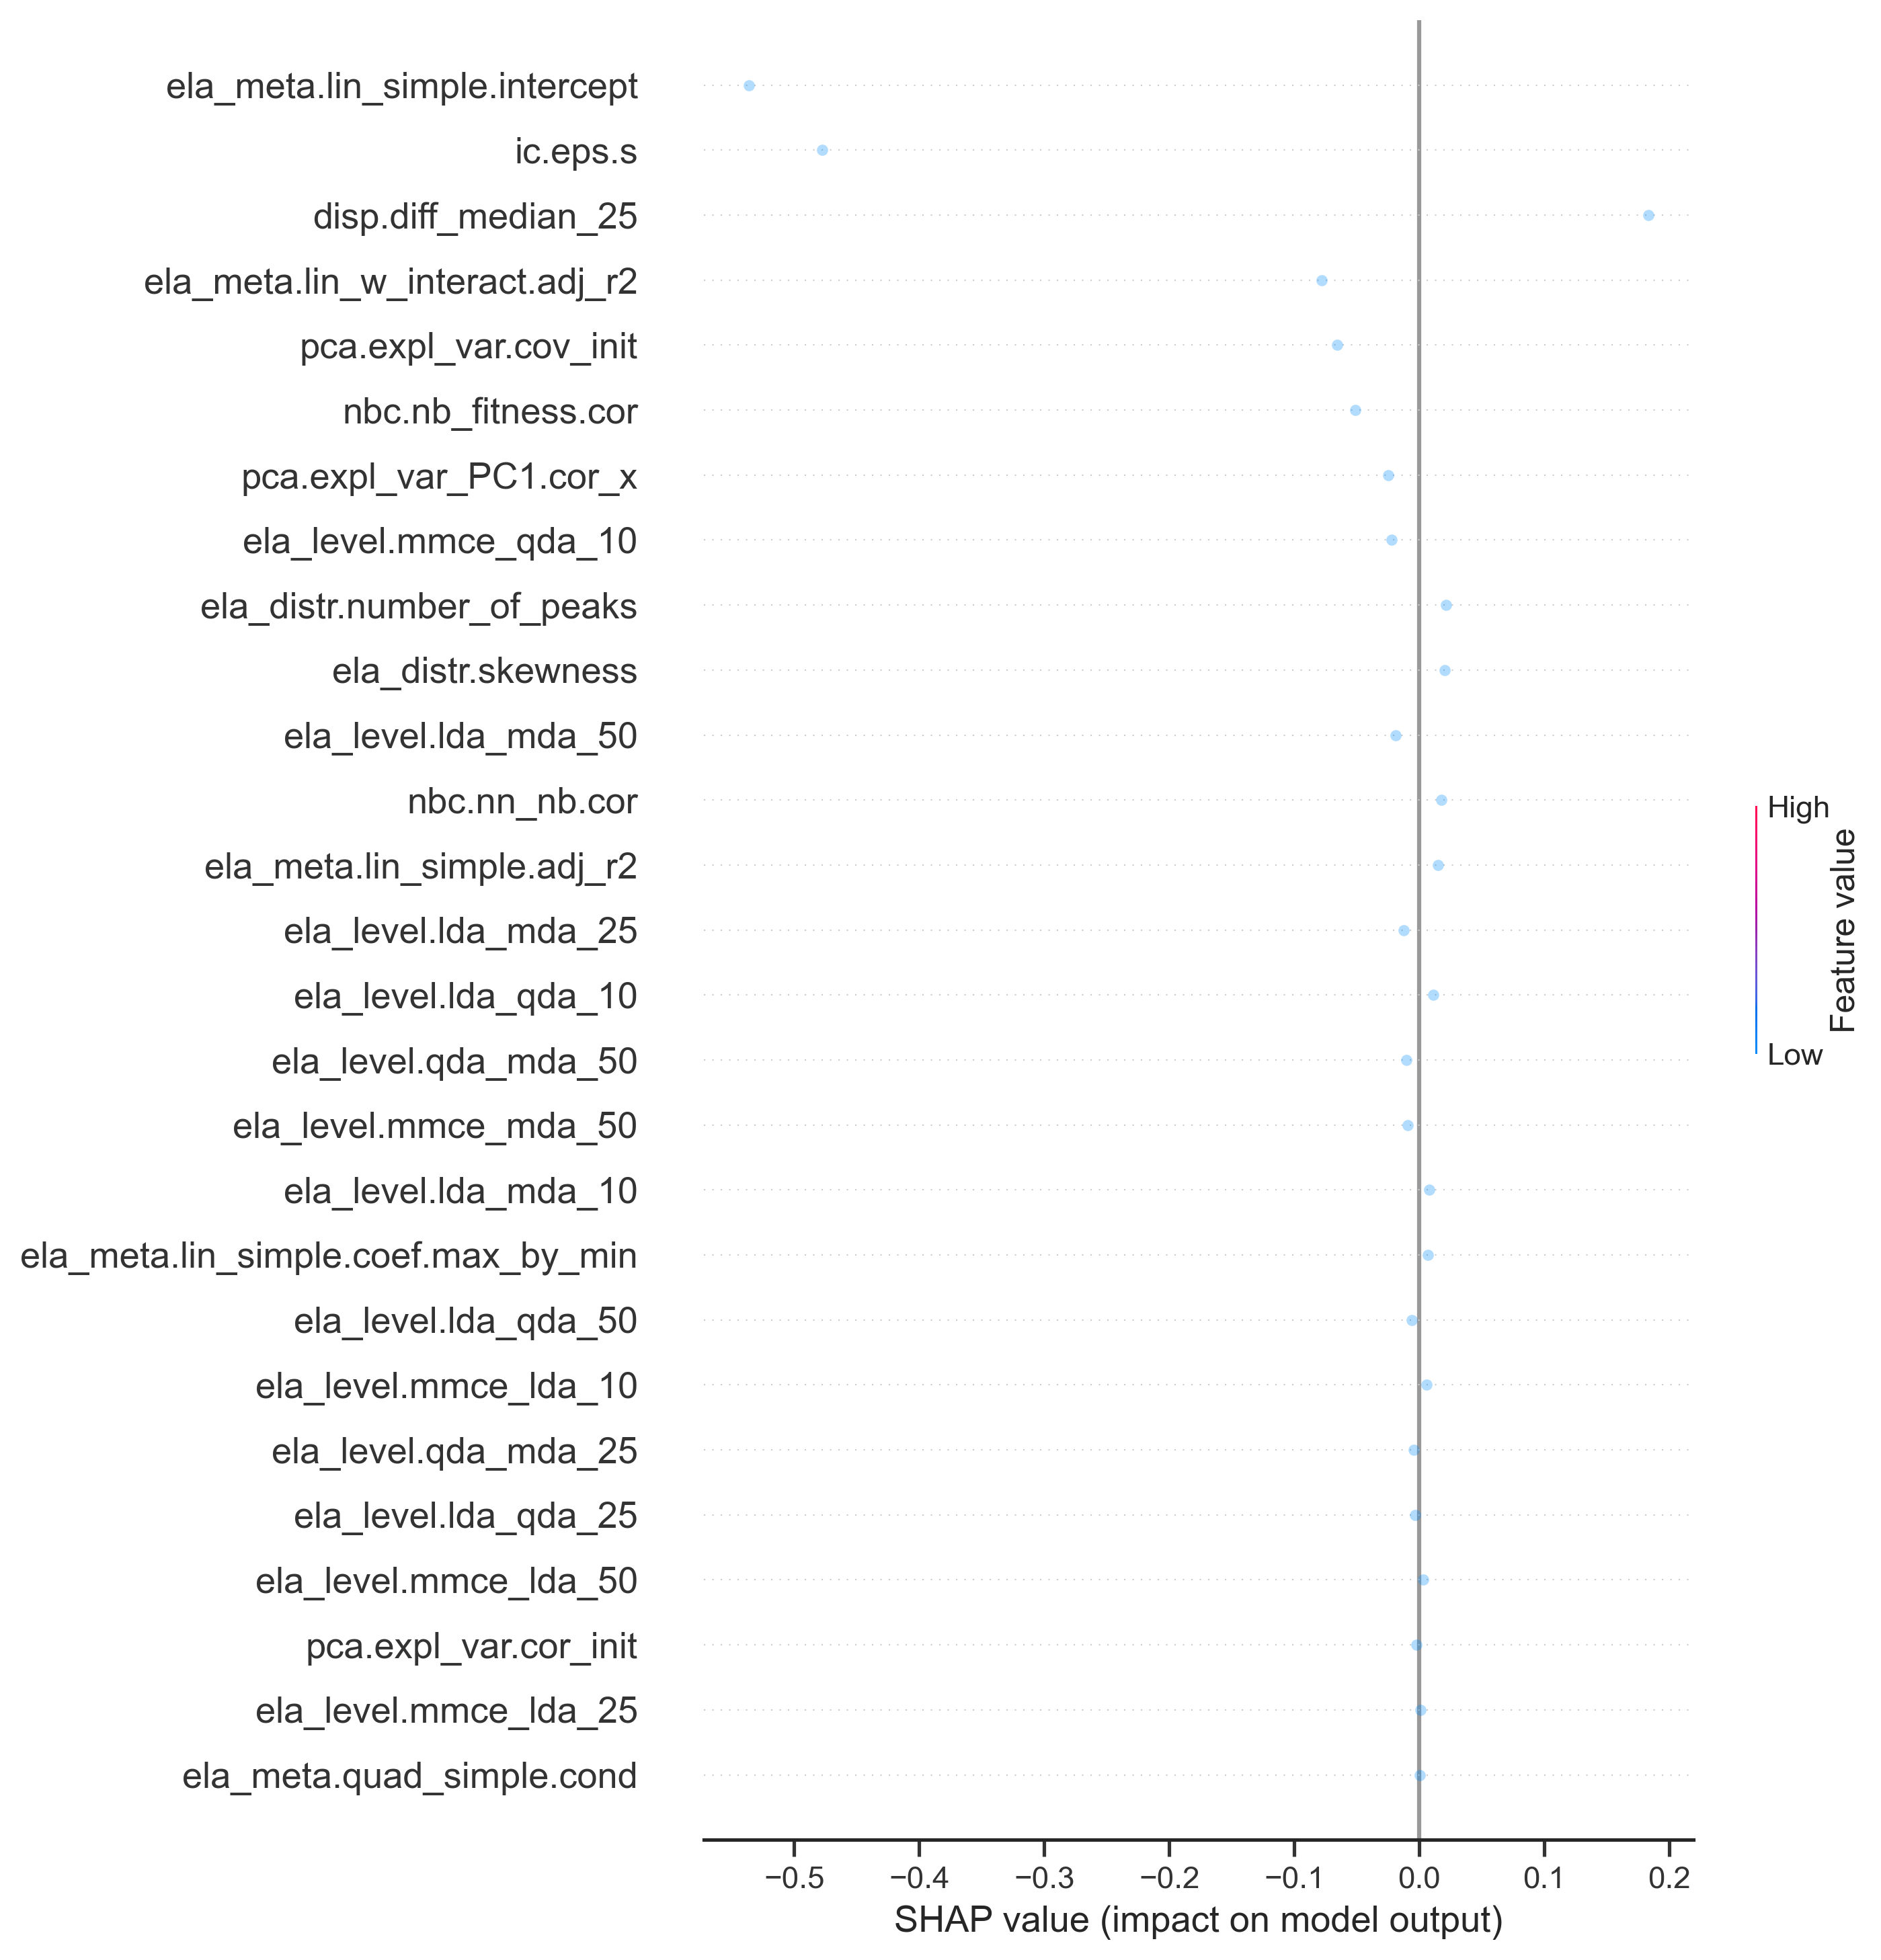 ela_meta.lin_simple.intercept
ic.eps.s
disp.diff_median_25
ela_meta.lin_w_interact.adj_r2
pca.expl_var.cov_init
nbc.nb_fitness.cor
pca.expl_var_PC1.cor_x
ela_level.mmce_qda_10
ela_distr.number_of_peaks
ela_distr.skewness
ela_level.lda_mda_50
nbc.nn_nb.cor
ela_meta.lin_simple.adj_r2
ela_level.lda_mda_25
ela_level.lda_qda_10
ela_level.qda_mda_50
ela_level.mmce_mda_50
ela_level.lda_mda_10
ela_meta.lin_simple.coef.max_by_min
ela_level.lda_qda_50
ela_level.mmce_lda_10
ela_level.qda_mda_25
ela_level.lda_qda_25
ela_level.mmce_lda_50
pca.expl_var.cor_init
ela_level.mmce_lda_25
ela_meta.quad_simple.cond
−0.5 −0.4 −0.3 −0.2 −0.1 0.0 0.1 0.2
SHAP value (impact on model output)
High
Feature value
Low